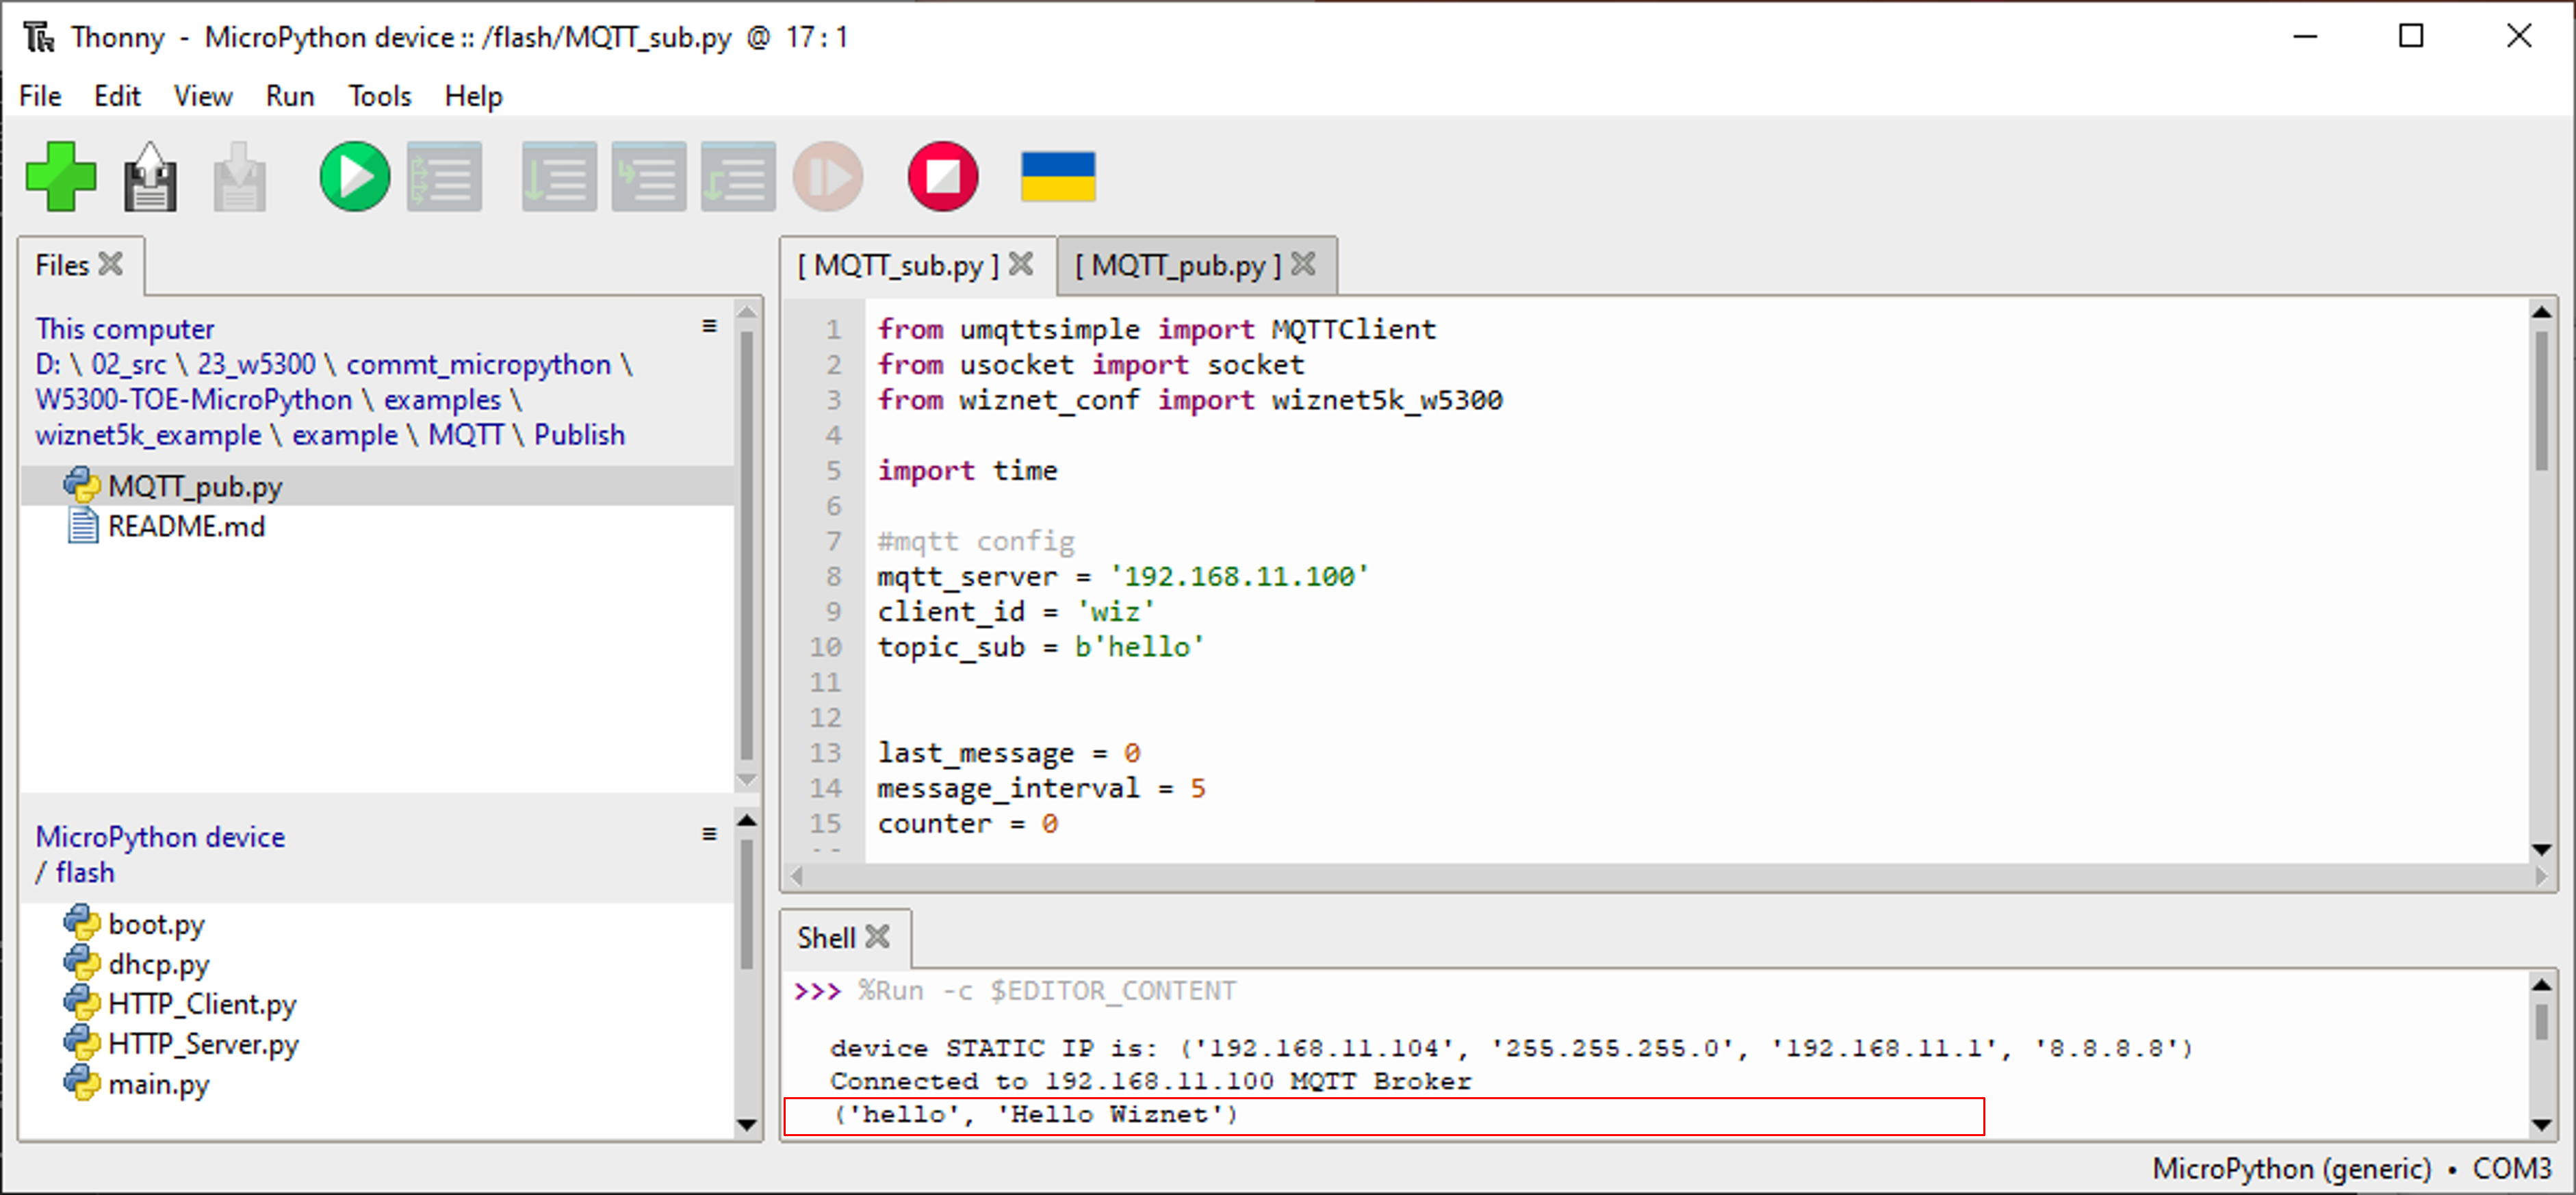 Thonny - MicroPython device :: /flash/MQTT_sub.py @ 17 : 1
File Edit View Run Tools Help
Files
This computer
D: \ 02_src \ 23_w5300 \ commt_micropython \
W5300-TOE-MicroPython \ examples \
wiznet5k_example \ example \ MQTT \ Publish
MQTT_pub.py
README.md
MicroPython device
/ flash
boot.py
dhcp.py
HTTP_Client.py
HTTP_Server.py
main.py
[ MQTT_sub.py ] [ MQTT_pub.py ]
1 from umqttsimple import MQTTClient
2 from usocket import socket
3 from wiznet_conf import wiznet5k_w5300
4
5 import time
6
7 #mqtt config
8 mqtt_server = '192.168.11.100'
9 client_id = 'wiz'
10 topic_sub = b'hello'
11
12
13 last_message = 0
14 message_interval = 5
15 counter = 0
Shell
>>> %Run -c $EDITOR_CONTENT
device STATIC IP is: ('192.168.11.104', '255.255.255.0', '192.168.11.1', '8.8.8.8')
Connected to 192.168.11.100 MQTT Broker
('hello', 'Hello Wiznet')
MicroPython (generic) • COM3